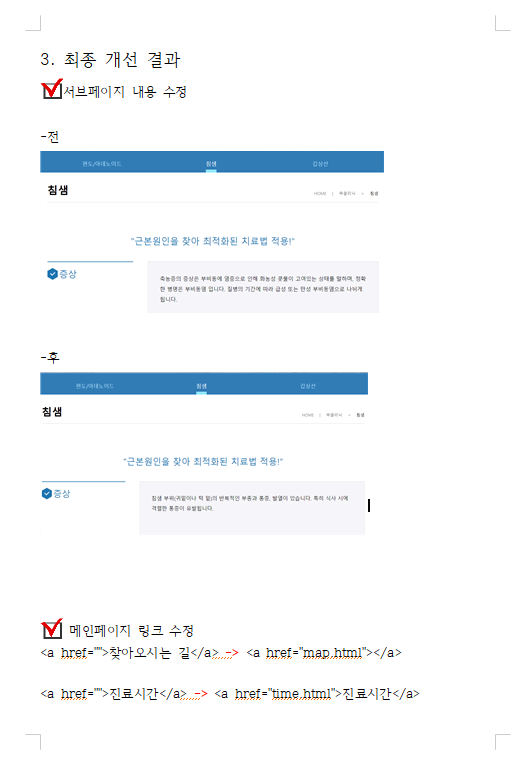 3. 최종 개선 결과
서브페이지 내용 수정
-전
편도/아데노이드 침샘 갑상선
침샘
HOME | 목클리닉 > 침샘
"근본원인을 찾아 최적화된 치료법 적용!"
증상
축농증의 증상은 부비동에 염증으로 인해 화농성 콧물이 고여있는 상태를 말하며, 정확
한 병명은 부비동염 입니다. 질병의 기간에 따라 급성 또는 만성 부비동염으로 나뉘게
됩니다.
-후
편도/아데노이드 침샘 갑상선
침샘
HOME | 목클리닉 > 침샘
"근본원인을 찾아 최적화된 치료법 적용!"
증상
침샘 부위(귀밑이나 턱 밑)의 반복적인 부종과 통증, 발열이 있습니다. 특히 식사 시에
격렬한 통증이 유발됩니다.
메인페이지 링크 수정
<a href="">찾아오시는 길</a> -> <a href="map.html"></a>
<a href="">진료시간</a> -> <a href="time.html">진료시간</a>